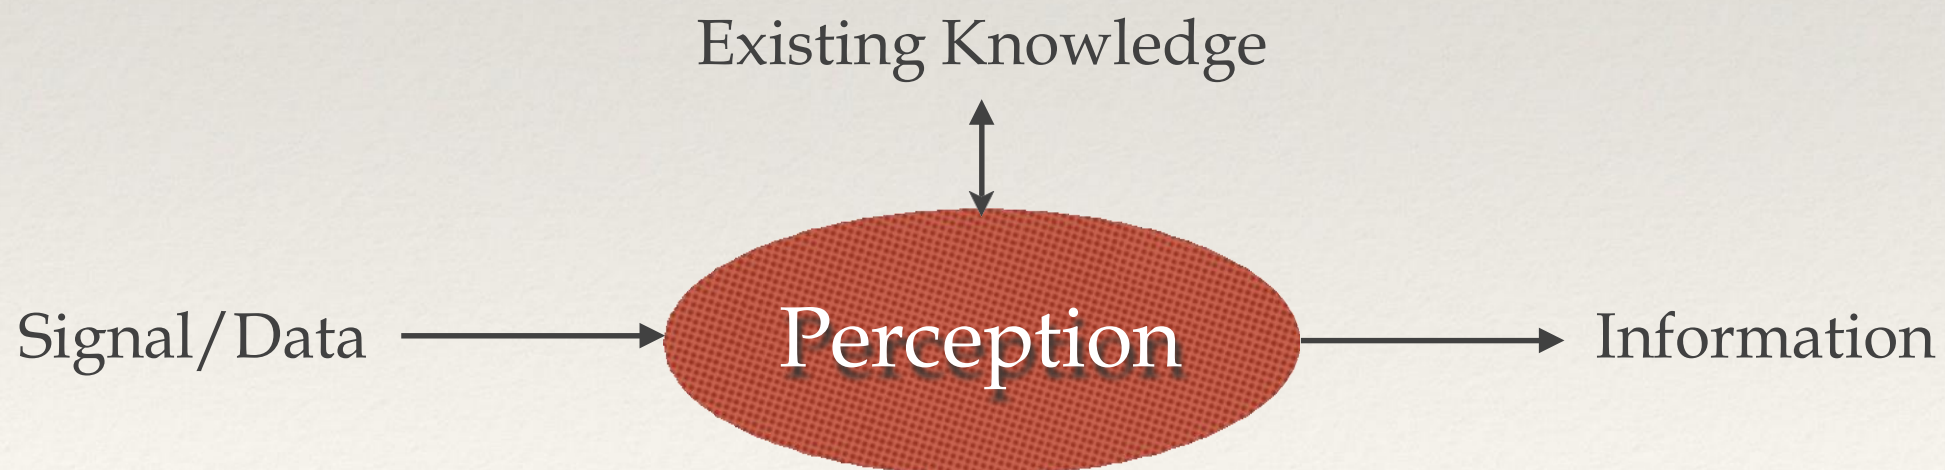 Existing Knowledge
Signal/Data
Perception
Information